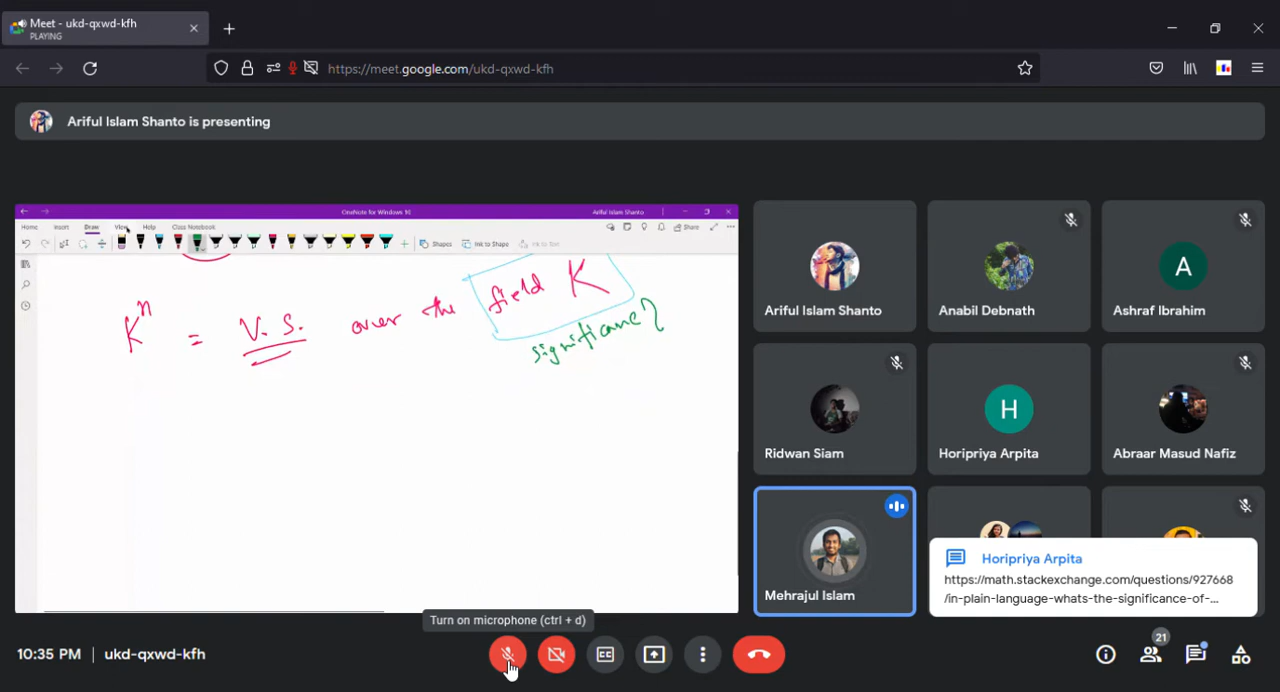 Meet - ukd-qxwd-kfh
PLAYING
https://meet.google.com/ukd-qxwd-kfh
Ariful Islam Shanto is presenting
OneNote for Windows 10
Ariful Islam Shanto
Home Insert Draw View Help Class Notebook
Share
Shapes Ink to Shape Ink to Text
K^n = V.S. over the field K
significance?
Ariful Islam Shanto
Anabil Debnath
A
Ashraf Ibrahim
Ridwan Siam
H
Horipriya Arpita
Abraar Masud Nafiz
Mehrajul Islam
Horipriya Arpita
https://math.stackexchange.com/questions/927668
/in-plain-language-whats-the-significance-of-...
Turn on microphone (ctrl + d)
10:35 PM | ukd-qxwd-kfh
CC
21